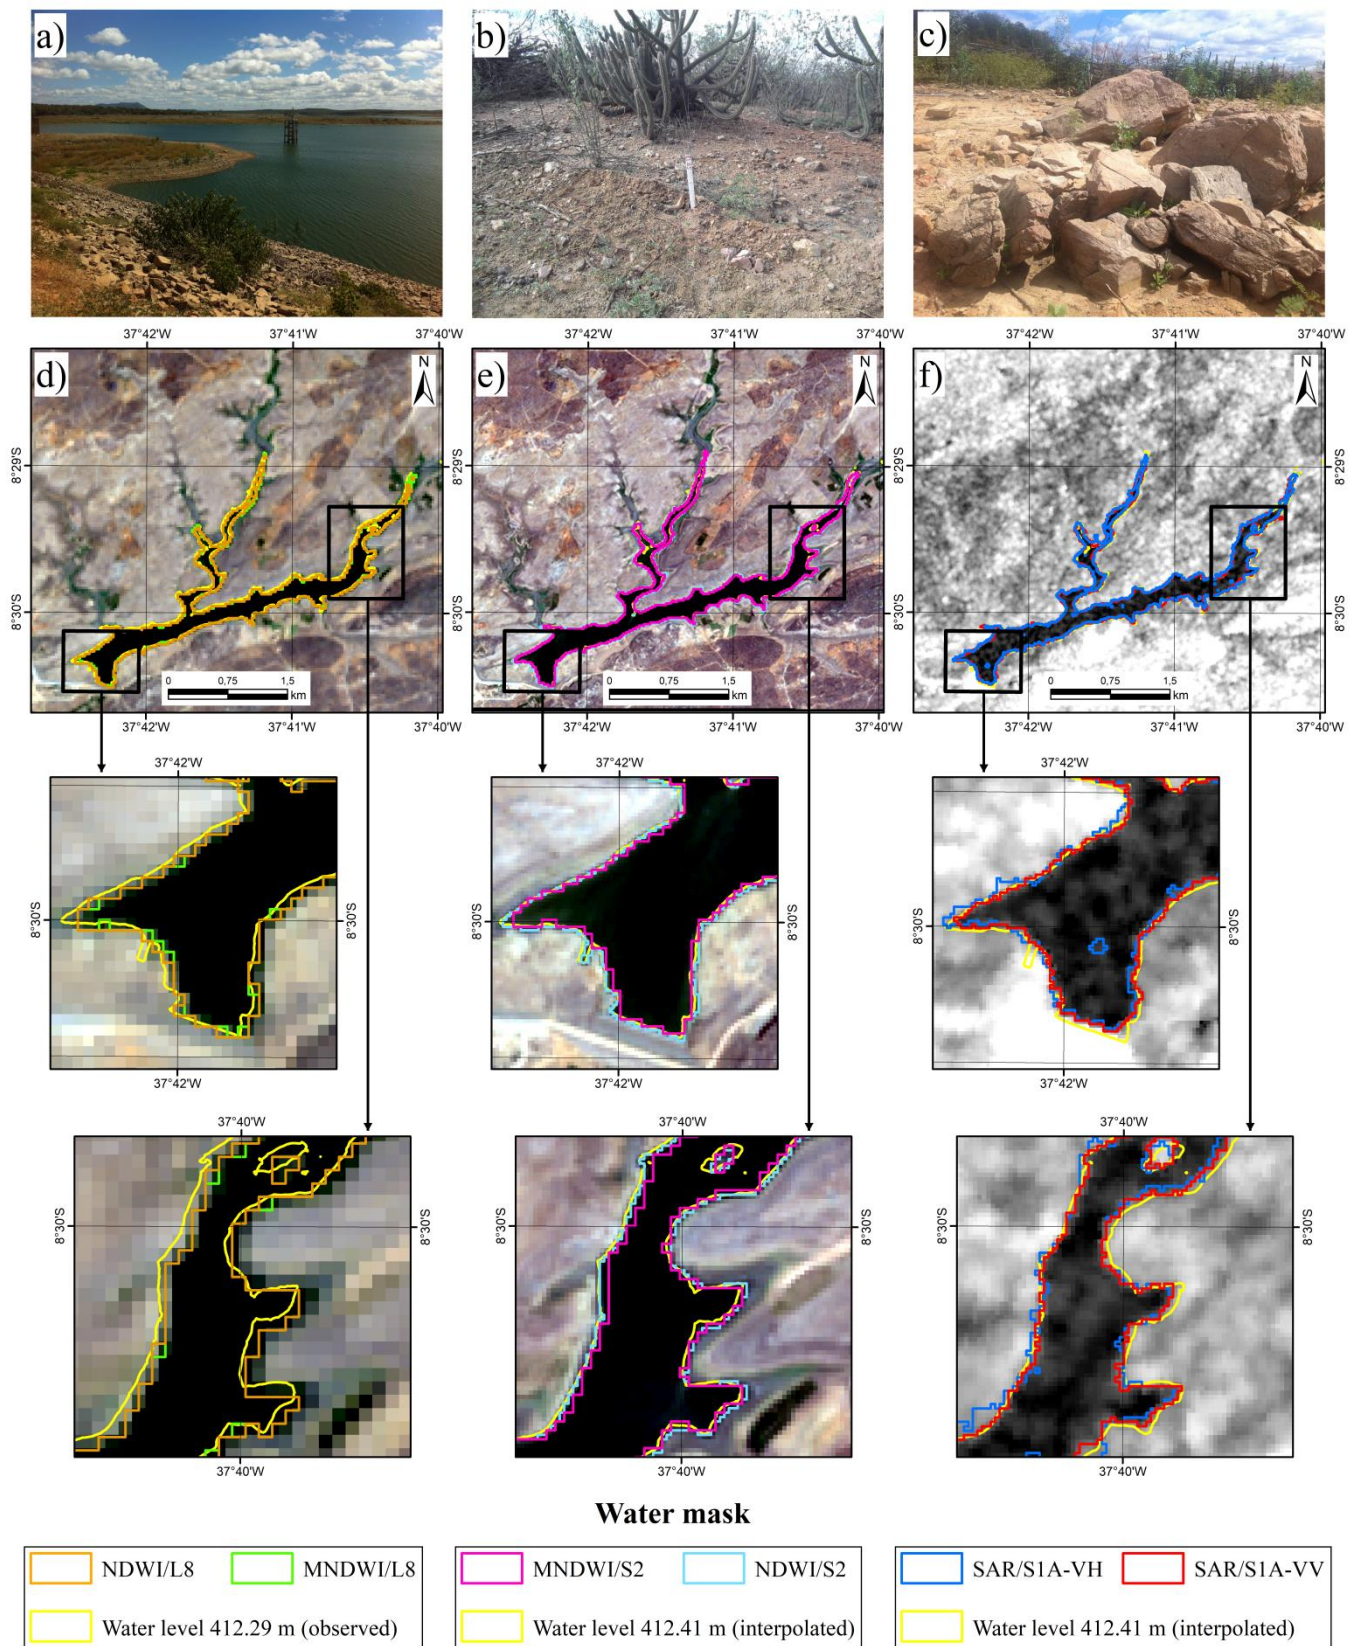 a)
b)
c)
37°42'W 37°41'W 37°40'W 37°42'W 37°41'W 37°40'W 37°42'W 37°41'W 37°40'W
d)
N
e)
N
f)
N
8°29'S 8°29'S 8°29'S 8°29'S
8°30'S 8°30'S 8°30'S 8°30'S
0 0,75 1,5
km
0 0,75 1,5
km
0 0,75 1,5
km
37°42'W 37°41'W 37°40'W 37°42'W 37°41'W 37°40'W 37°42'W 37°41'W 37°40'W
37°42'W 37°42'W 37°42'W
8°30'S 8°30'S 8°30'S 8°30'S 8°30'S 8°30'S
37°42'W 37°42'W 37°42'W
37°40'W 37°40'W 37°40'W
8°30'S 8°30'S 8°30'S 8°30'S 8°30'S 8°30'S
37°40'W 37°40'W 37°40'W
Water mask
NDWI/L8 MNDWI/L8
Water level 412.29 m (observed)
MNDWI/S2 NDWI/S2
Water level 412.41 m (interpolated)
SAR/S1A-VH SAR/S1A-VV
Water level 412.41 m (interpolated)